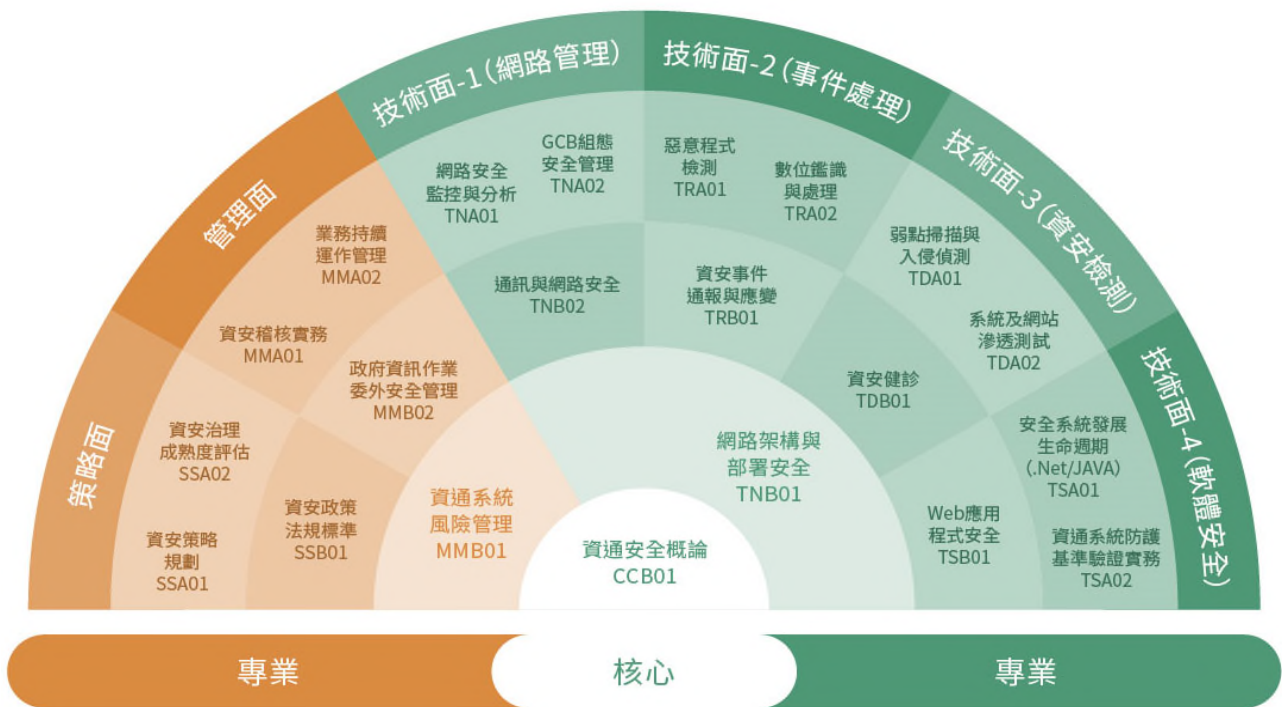 技術面-1(網路管理)
技術面-2(事件處理)
技術面-3(資安檢測)
技術面-4(軟體安全)
管理面
策略面
GCB組態
安全管理
TNA02
網路安全
監控與分析
TNA01
惡意程式
檢測
TRA01
數位鑑識
與處理
TRA02
業務持續
運作管理
MMA02
弱點掃描與
入侵偵測
TDA01
通訊與網路安全
TNB02
資安事件
通報與應變
TRB01
資安稽核實務
MMA01
系統及網站
滲透測試
TDA02
政府資訊作業
委外安全管理
MMB02
資安健診
TDB01
資安治理
成熟度評估
SSA02
安全系統發展
生命週期
(.Net/JAVA)
TSA01
網路架構與
部署安全
TNB01
資通系統
風險管理
MMB01
資安政策
法規標準
SSB01
Web應用
程式安全
TSB01
資安策略
規劃
SSA01
資通系統防護
基準驗證實務
TSA02
資通安全概論
CCB01
專業
核心
專業